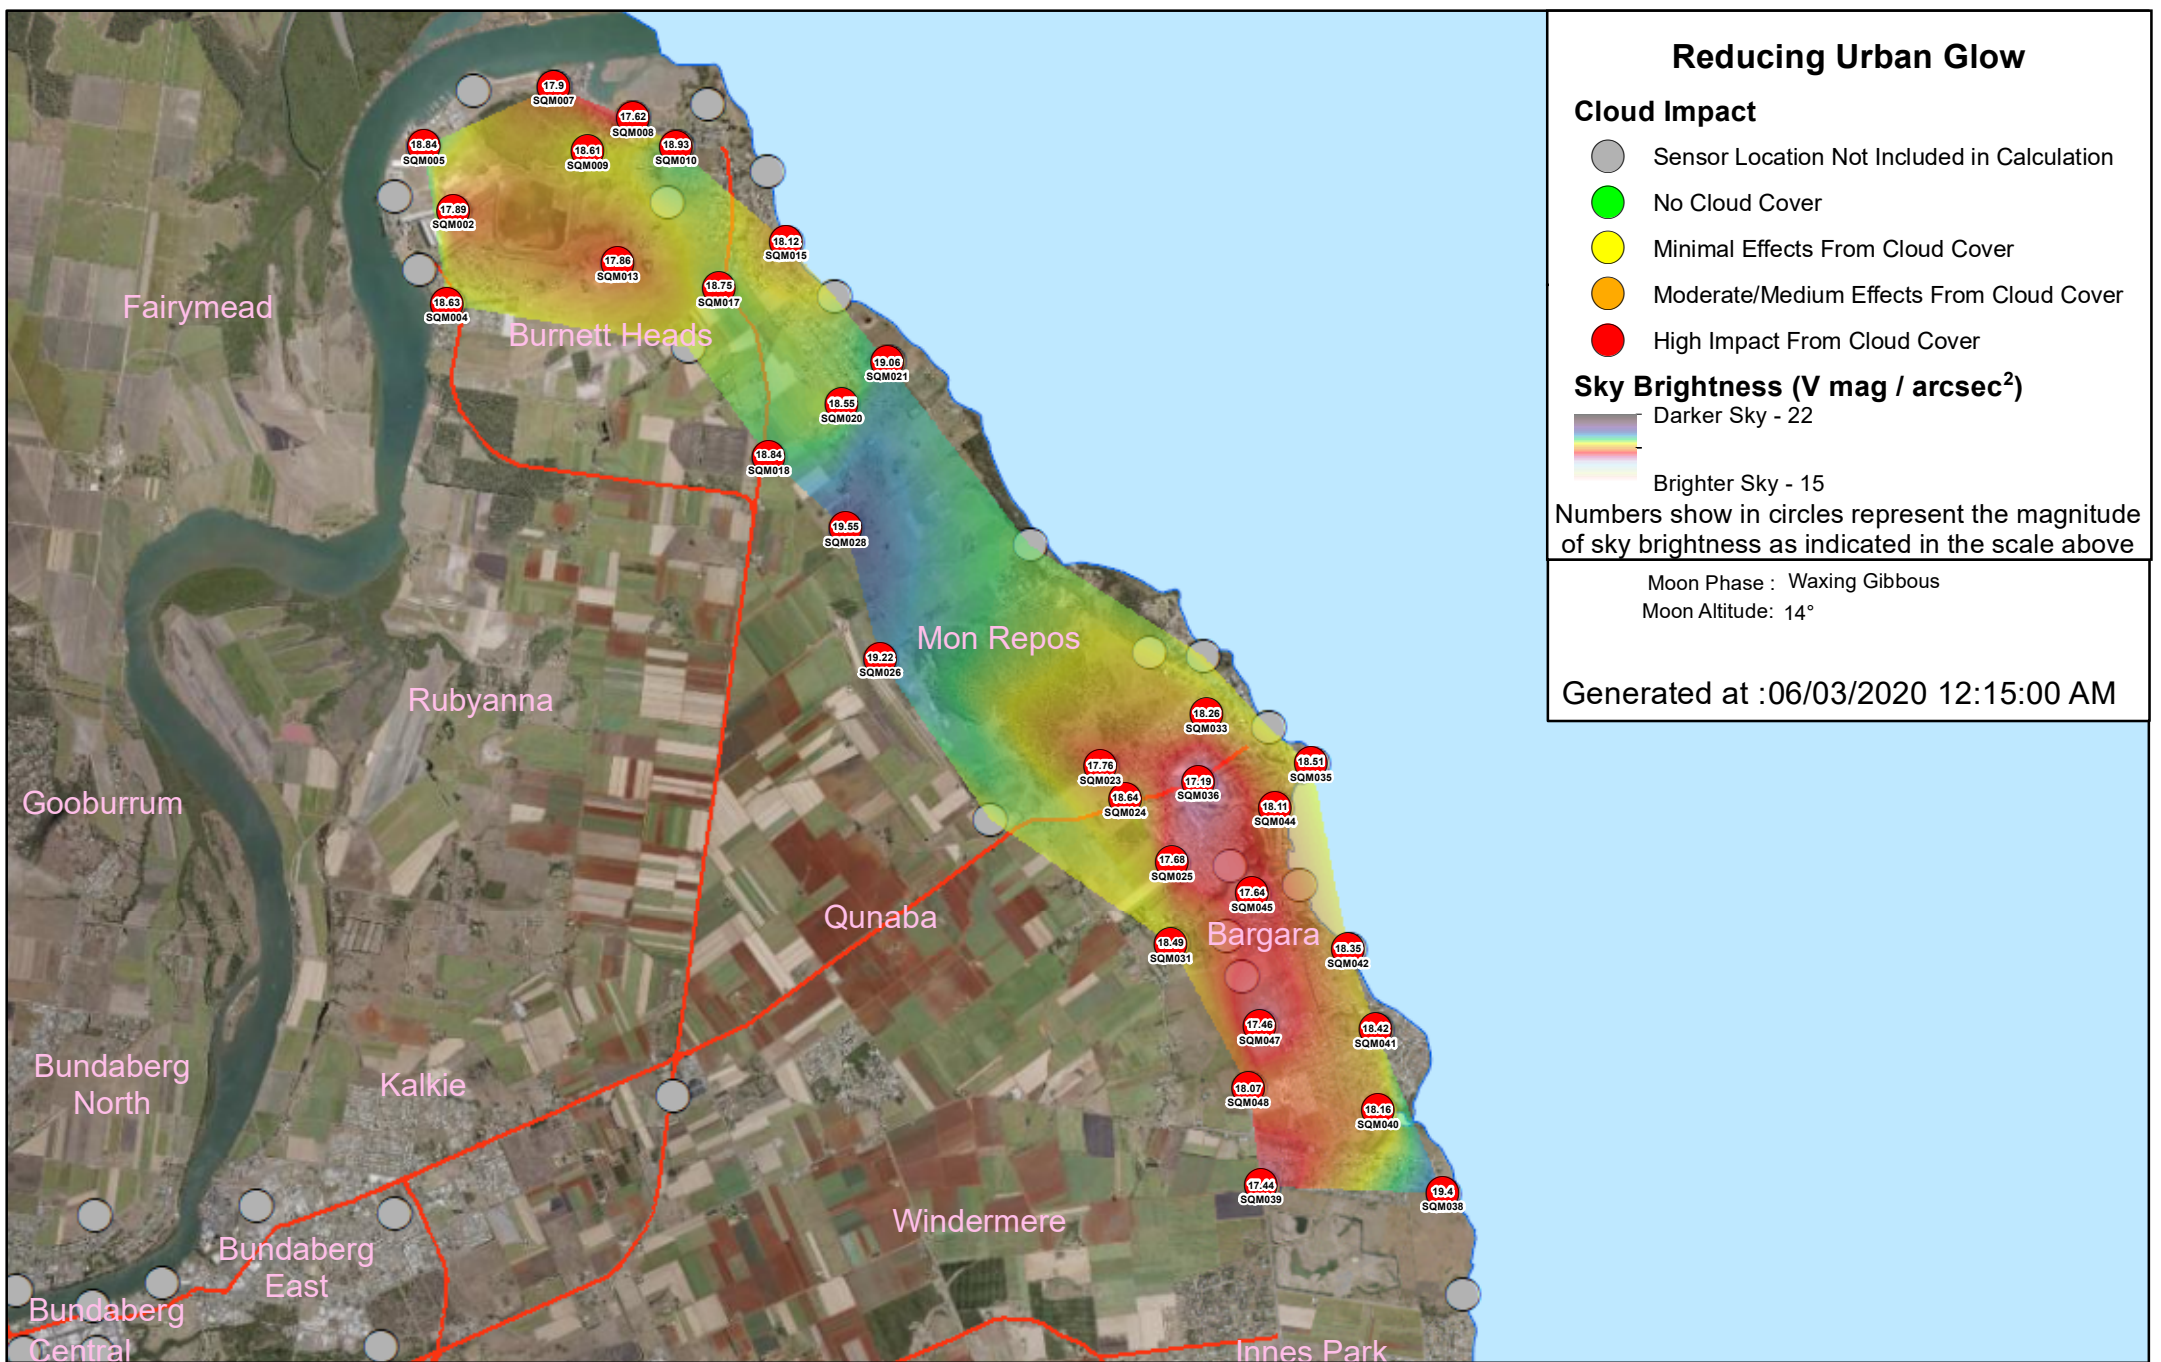 Reducing Urban Glow
Cloud Impact
Sensor Location Not Included in Calculation
No Cloud Cover
Minimal Effects From Cloud Cover
Moderate/Medium Effects From Cloud Cover
High Impact From Cloud Cover
Sky Brightness (V mag / arcsec²)
Darker Sky - 22
Brighter Sky - 15
Numbers show in circles represent the magnitude
of sky brightness as indicated in the scale above
Moon Phase : Waxing Gibbous
Moon Altitude: 14°
Generated at :06/03/2020 12:15:00 AM
17.9
SQM007
17.62
SQM008
18.84
SQM005
18.61
SQM009
18.93
SQM010
17.89
SQM002
18.12
SQM015
17.86
SQM013
18.75
SQM017
18.63
SQM004
Fairymead
Burnett Heads
19.06
SQM021
18.55
SQM020
18.84
SQM018
19.55
SQM028
Mon Repos
19.22
SQM026
Rubyanna
18.26
SQM033
17.76
SQM023
18.51
SQM035
17.19
SQM036
18.64
SQM024
18.11
SQM044
Gooburrum
17.68
SQM025
17.64
SQM045
Qunaba
Bargara
18.49
SQM031
18.35
SQM042
17.46
SQM047
18.42
SQM041
Bundaberg
North
Kalkie
18.07
SQM048
18.16
SQM040
17.44
SQM039
19.4
SQM038
Windermere
Bundaberg
East
Bundaberg
Central
Innes Park